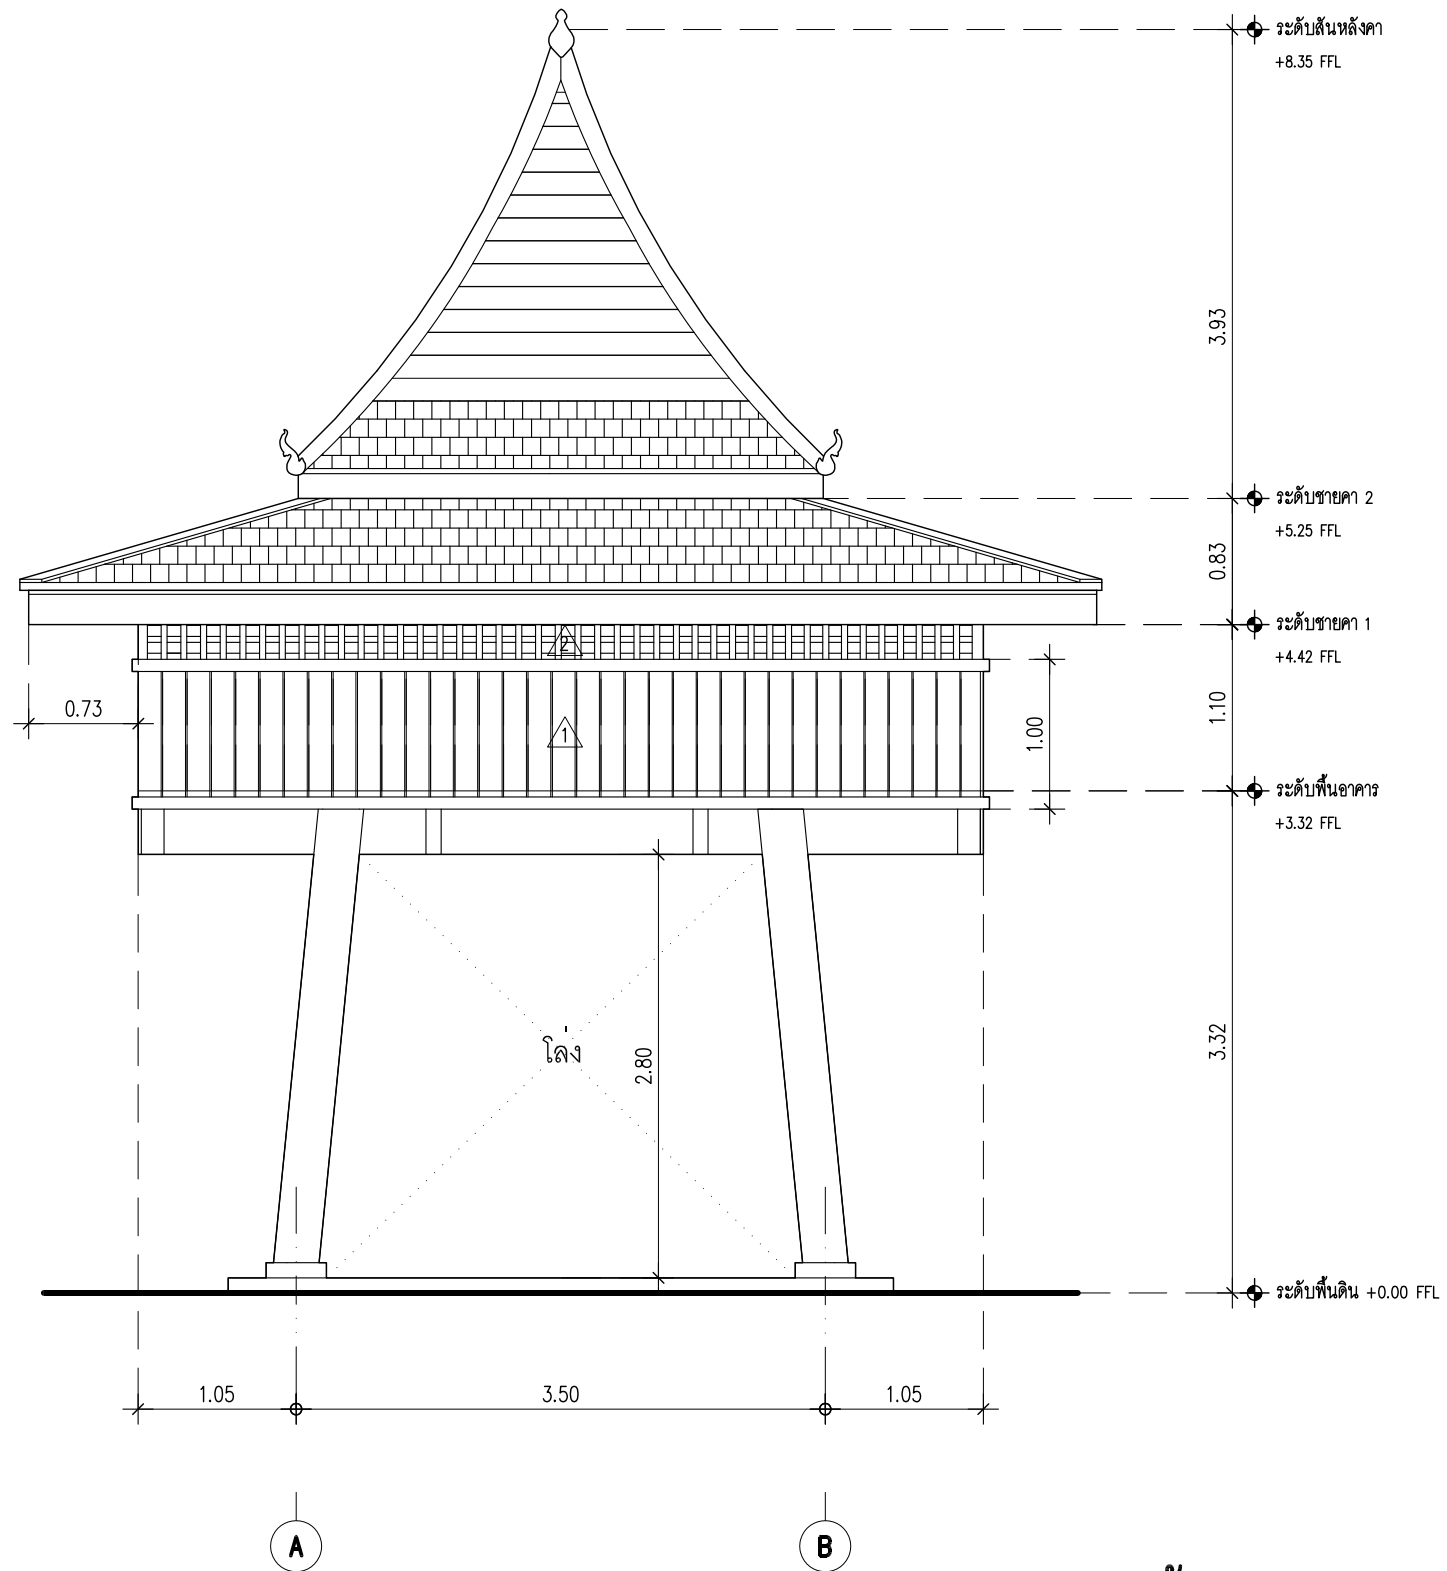 ระดับสันหลังคา
+8.35 FFL
3.93
ระดับชายคา 2
+5.25 FFL
0.83
ระดับชายคา 1
+4.42 FFL
2
0.73
1
1.00
1.10
ระดับพื้นอาคาร
+3.32 FFL
โล่ง
2.80
3.32
ระดับพื้นดิน +0.00 FFL
1.05
3.50
1.05
A
B